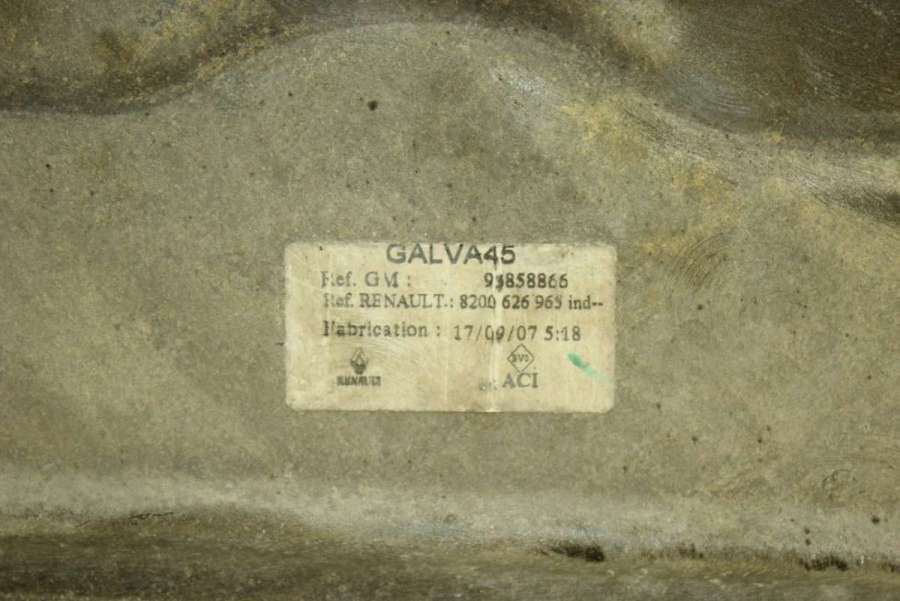 GALVA45
Ref. GM : 93858866
Ref. RENAULT.: 8200 626 965 ind--
Fabrication : 17/09/07 5:18
RENAULT
ACI